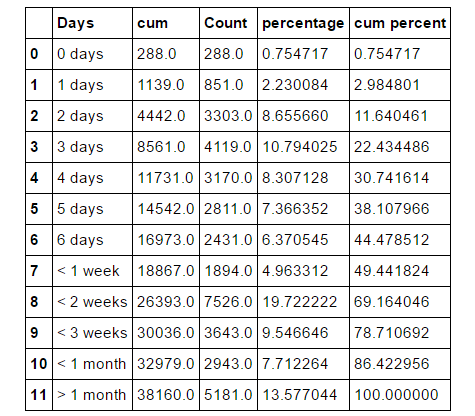 Days cum Count percentage cum percent
0 0 days 288.0 288.0 0.754717 0.754717
1 1 days 1139.0 851.0 2.230084 2.984801
2 2 days 4442.0 3303.0 8.655660 11.640461
3 3 days 8561.0 4119.0 10.794025 22.434486
4 4 days 11731.0 3170.0 8.307128 30.741614
5 5 days 14542.0 2811.0 7.366352 38.107966
6 6 days 16973.0 2431.0 6.370545 44.478512
7 < 1 week 18867.0 1894.0 4.963312 49.441824
8 < 2 weeks 26393.0 7526.0 19.722222 69.164046
9 < 3 weeks 30036.0 3643.0 9.546646 78.710692
10 < 1 month 32979.0 2943.0 7.712264 86.422956
11 > 1 month 38160.0 5181.0 13.577044 100.000000